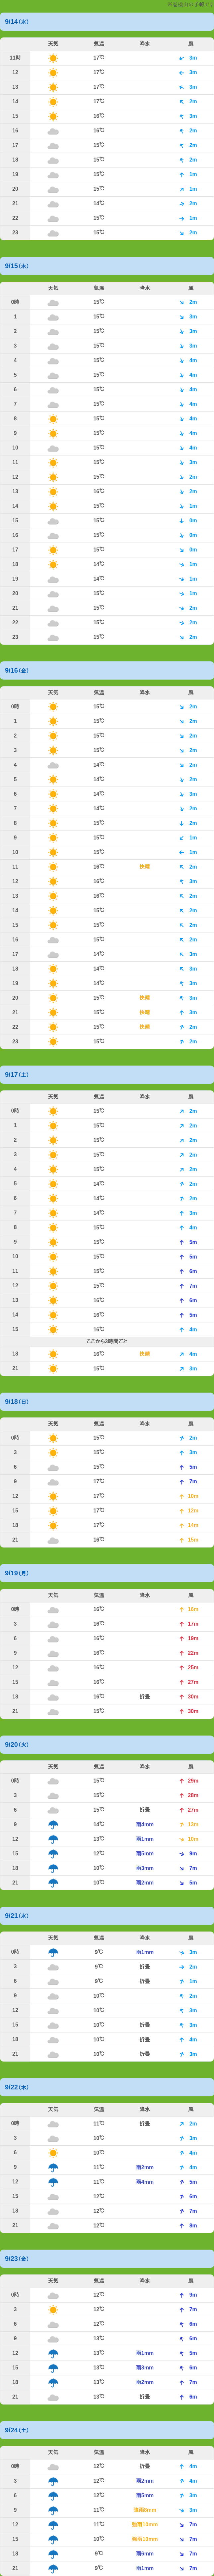 ※岩手山の予報です
9/14(水)
天気 気温 降水 風
11時 17℃ 3m
12 17℃ 3m
13 17℃ 3m
14 17℃ 2m
15 16℃ 3m
16 16℃ 2m
17 15℃ 2m
18 15℃ 2m
19 15℃ 1m
20 15℃ 1m
21 14℃ 2m
22 15℃ 1m
23 15℃ 2m
9/15(木)
天気 気温 降水 風
0時 15℃ 2m
1 15℃ 3m
2 15℃ 3m
3 15℃ 3m
4 15℃ 4m
5 15℃ 4m
6 15℃ 4m
7 15℃ 4m
8 15℃ 4m
9 15℃ 4m
10 15℃ 4m
11 15℃ 3m
12 15℃ 2m
13 16℃ 2m
14 15℃ 1m
15 15℃ 0m
16 15℃ 0m
17 15℃ 0m
18 14℃ 1m
19 14℃ 1m
20 15℃ 1m
21 15℃ 2m
22 15℃ 2m
23 15℃ 2m
9/16(金)
天気 気温 降水 風
0時 15℃ 2m
1 15℃ 2m
2 15℃ 2m
3 15℃ 2m
4 14℃ 2m
5 14℃ 2m
6 14℃ 3m
7 14℃ 2m
8 15℃ 2m
9 15℃ 1m
10 15℃ 1m
11 16℃ 快晴 2m
12 16℃ 3m
13 16℃ 2m
14 15℃ 2m
15 15℃ 2m
16 15℃ 2m
17 14℃ 3m
18 14℃ 3m
19 14℃ 3m
20 15℃ 快晴 3m
21 15℃ 快晴 3m
22 15℃ 快晴 2m
23 15℃ 2m
9/17(土)
天気 気温 降水 風
0時 15℃ 2m
1 15℃ 2m
2 15℃ 2m
3 15℃ 2m
4 15℃ 2m
5 14℃ 2m
6 14℃ 2m
7 14℃ 3m
8 15℃ 4m
9 15℃ 5m
10 15℃ 5m
11 15℃ 6m
12 15℃ 7m
13 16℃ 6m
14 16℃ 5m
15 16℃ 4m
ここから3時間ごと
18 16℃ 快晴 4m
21 15℃ 3m
9/18(日)
天気 気温 降水 風
0時 15℃ 2m
3 15℃ 3m
6 15℃ 5m
9 17℃ 7m
12 17℃ 10m
15 17℃ 12m
18 17℃ 14m
21 16℃ 15m
9/19(月)
天気 気温 降水 風
0時 16℃ 16m
3 16℃ 17m
6 16℃ 19m
9 16℃ 22m
12 16℃ 25m
15 16℃ 27m
18 16℃ 折畳 30m
21 15℃ 30m
9/20(火)
天気 気温 降水 風
0時 15℃ 29m
3 15℃ 28m
6 15℃ 折畳 27m
9 14℃ 雨4mm 13m
12 13℃ 雨1mm 10m
15 12℃ 雨5mm 9m
18 10℃ 雨3mm 7m
21 10℃ 雨2mm 5m
9/21(水)
天気 気温 降水 風
0時 9℃ 雨1mm 3m
3 9℃ 折畳 2m
6 9℃ 折畳 1m
9 10℃ 2m
12 10℃ 3m
15 10℃ 折畳 3m
18 10℃ 折畳 4m
21 10℃ 折畳 3m
9/22(木)
天気 気温 降水 風
0時 11℃ 折畳 2m
3 10℃ 3m
6 10℃ 4m
9 11℃ 雨2mm 4m
12 11℃ 雨4mm 5m
15 12℃ 6m
18 12℃ 7m
21 12℃ 8m
9/23(金)
天気 気温 降水 風
0時 12℃ 9m
3 12℃ 7m
6 12℃ 6m
9 13℃ 6m
12 13℃ 雨1mm 5m
15 13℃ 雨3mm 6m
18 13℃ 雨2mm 7m
21 13℃ 折畳 6m
9/24(土)
天気 気温 降水 風
0時 12℃ 折畳 4m
3 12℃ 雨2mm 4m
6 12℃ 雨5mm 3m
9 11℃ 強雨8mm 3m
12 11℃ 強雨10mm 7m
15 10℃ 強雨10mm 7m
18 9℃ 雨6mm 7m
21 9℃ 雨1mm 7m